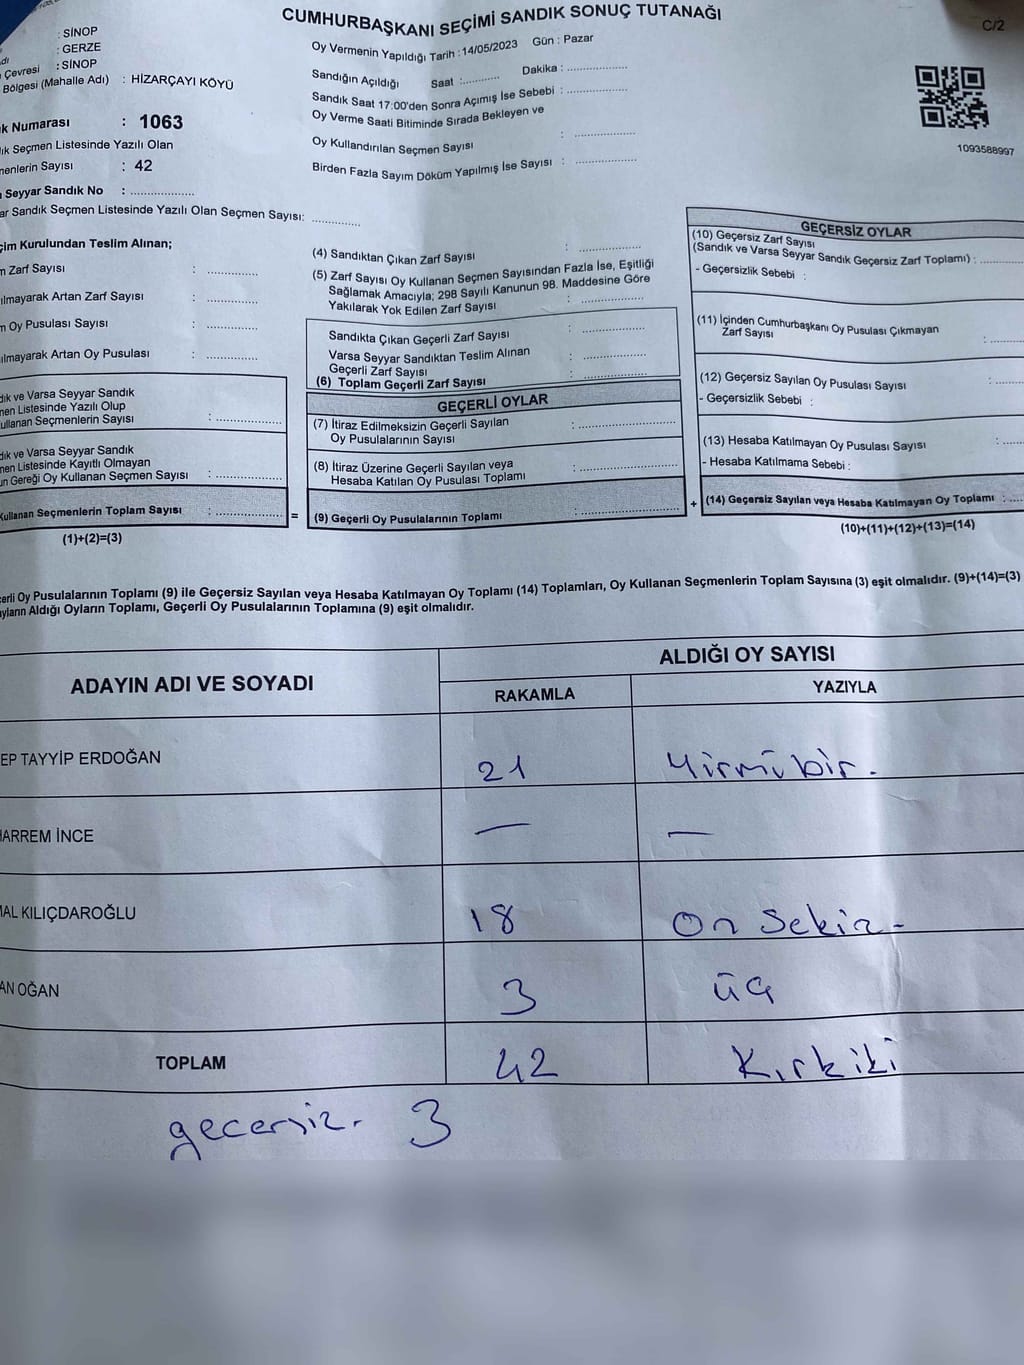 CUMHURBAŞKANI SEÇİMİ SANDIK SONUÇ TUTANAĞI
C/2
: SİNOP
: GERZE
Çevresi : SİNOP
Bölgesi (Mahalle Adı) : HİZARÇAYI KÖYÜ
Numarası : 1063
Seçmen Listesinde Yazılı Olan
Sayısı : 42
Seyyar Sandık No : ....................
Sandık Seçmen Listesinde Yazılı Olan Seçmen Sayısı: ...............
Oy Vermenin Yapıldığı Tarih : 14/05/2023 Gün : Pazar
Sandığın Açıldığı Saat :........... Dakika : ..................
Sandık Saat 17:00'den Sonra Açımış İse Sebebi : ..................
Oy Verme Saati Bitiminde Sırada Bekleyen ve
Oy Kullandırılan Seçmen Sayısı : ..................
Birden Fazla Sayım Döküm Yapılmış İse Sayısı : ..................
1093588997
Kurulundan Teslim Alınan;
Zarf Sayısı : ...............
Artan Zarf Sayısı : ...............
Oy Pusulası Sayısı : ...............
Artan Oy Pusulası : ...............
ve Varsa Seyyar Sandık
Listesinde Yazılı Olup
Seçmenlerin Sayısı : ....................
ve Varsa Seyyar Sandık
Listesinde Kayıtlı Olmayan
Gereği Oy Kullanan Seçmen Sayısı : ....................
Kullanan Seçmenlerin Toplam Sayısı : .................... =
(1)+(2)=(3)
(4) Sandıktan Çıkan Zarf Sayısı : ..................
(5) Zarf Sayısı Oy Kullanan Seçmen Sayısından Fazla İse, Eşitliği
Sağlamak Amacıyla; 298 Sayılı Kanunun 98. Maddesine Göre
Yakılarak Yok Edilen Zarf Sayısı : ..................
Sandıkta Çıkan Geçerli Zarf Sayısı : ..................
Varsa Seyyar Sandıktan Teslim Alınan
Geçerli Zarf Sayısı : ..................
(6) Toplam Geçerli Zarf Sayısı : ..................
GEÇERLİ OYLAR
(7) İtiraz Edilmeksizin Geçerli Sayılan
Oy Pusulalarının Sayısı : ..................
(8) İtiraz Üzerine Geçerli Sayılan veya
Hesaba Katılan Oy Pusulası Toplamı : ..................
(9) Geçerli Oy Pusulalarının Toplamı : .................. +
GEÇERSİZ OYLAR
(10) Geçersiz Zarf Sayısı
(Sandık ve Varsa Seyyar Sandık Geçersiz Zarf Toplamı) : ...........
- Geçersizlik Sebebi :
(11) İçinden Cumhurbaşkanı Oy Pusulası Çıkmayan
Zarf Sayısı : ..........
(12) Geçersiz Sayılan Oy Pusulası Sayısı : ..........
- Geçersizlik Sebebi :
(13) Hesaba Katılmayan Oy Pusulası Sayısı : ......
- Hesaba Katılmama Sebebi :
(14) Geçersiz Sayılan veya Hesaba Katılmayan Oy Toplamı : ....
(10)+(11)+(12)+(13)=(14)
Oy Pusulalarının Toplamı (9) ile Geçersiz Sayılan veya Hesaba Katılmayan Oy Toplamı (14) Toplamları, Oy Kullanan Seçmenlerin Toplam Sayısına (3) eşit olmalıdır. (9)+(14)=(3)
Aldığı Oyların Toplamı, Geçerli Oy Pusulalarının Toplamına (9) eşit olmalıdır.
ADAYIN ADI VE SOYADI ALDIĞI OY SAYISI
RAKAMLA YAZIYLA
EP TAYYİP ERDOĞAN 21 Yirmibir.
ARREM İNCE — —
AL KILIÇDAROĞLU 18 On Sekiz -
AN OĞAN 3 üç
TOPLAM 42 Kırkiki
gecersiz. 3